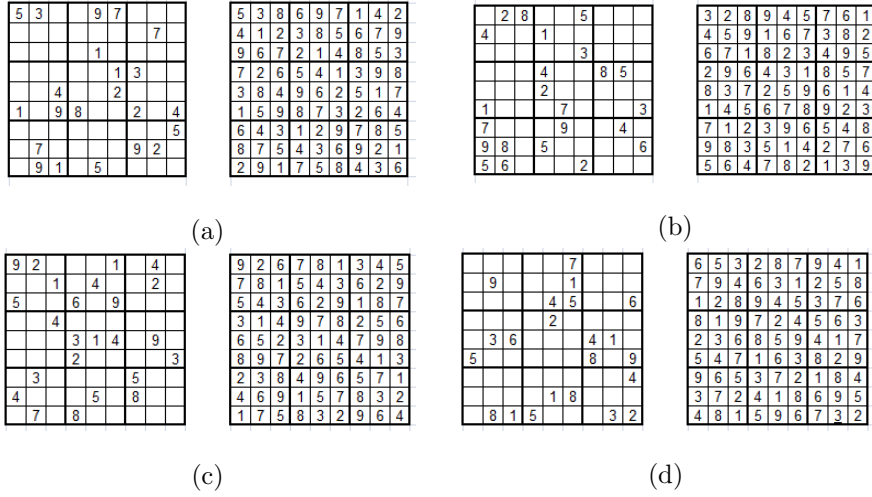 5 3 9 7
7
1
1 3
4 2
1 9 8 2 4
5
7 9 2
9 1 5
5 3 8 6 9 7 1 4 2
4 1 2 3 8 5 6 7 9
9 6 7 2 1 4 8 5 3
7 2 6 5 4 1 3 9 8
3 8 4 9 6 2 5 1 7
1 5 9 8 7 3 2 6 4
6 4 3 1 2 9 7 8 5
8 7 5 4 3 6 9 2 1
2 9 1 7 5 8 4 3 6
(a)
2 8 5
4 1
3
4 8 5
2
1 7 3
7 9 4
9 8 5 6
5 6 2
3 2 8 9 4 5 7 6 1
4 5 9 1 6 7 3 8 2
6 7 1 8 2 3 4 9 5
2 9 6 4 3 1 8 5 7
8 3 7 2 5 9 6 1 4
1 4 5 6 7 8 9 2 3
7 1 2 3 9 6 5 4 8
9 8 3 5 1 4 2 7 6
5 6 4 7 8 2 1 3 9
(b)
9 2 1 4
1 4 2
5 6 9
4
3 1 4 9
2 3
3 5
4 5 8
7 8
9 2 6 7 8 1 3 4 5
7 8 1 5 4 3 6 2 9
5 4 3 6 2 9 1 8 7
3 1 4 9 7 8 2 5 6
6 5 2 3 1 4 7 9 8
8 9 7 2 6 5 4 1 3
2 3 8 4 9 6 5 7 1
4 6 9 1 5 7 8 3 2
1 7 5 8 3 2 9 6 4
(c)
7
9 1
4 5 6
2
3 6 4 1
5 8 9
4
1 8
8 1 5 3 2
6 5 3 2 8 7 9 4 1
7 9 4 6 3 1 2 5 8
1 2 8 9 4 5 3 7 6
8 1 9 7 2 4 5 6 3
2 3 6 8 5 9 4 1 7
5 4 7 1 6 3 8 2 9
9 6 5 3 7 2 1 8 4
3 7 2 4 1 8 6 9 5
4 8 1 5 9 6 7 3 2
(d)